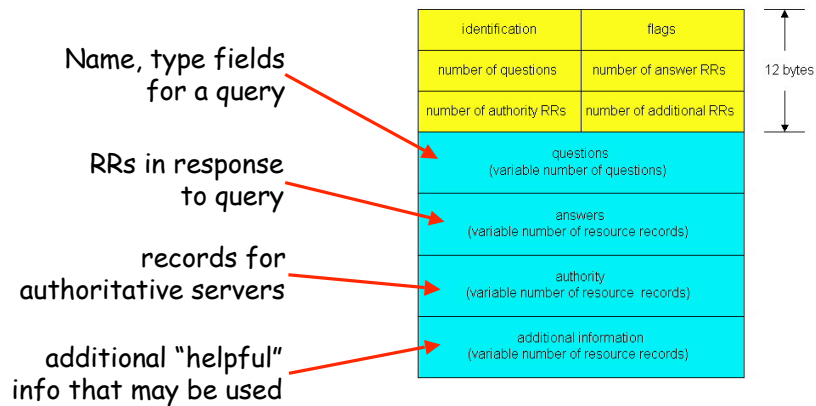 identification flags
Name, type fields
for a query
number of questions number of answer RRs
12 bytes
number of authority RRs number of additional RRs
questions
(variable number of questions)
RRs in response
to query
answers
(variable number of resource records)
records for
authoritative servers
authority
(variable number of resource records)
additional "helpful"
info that may be used
additional information
(variable number of resource records)